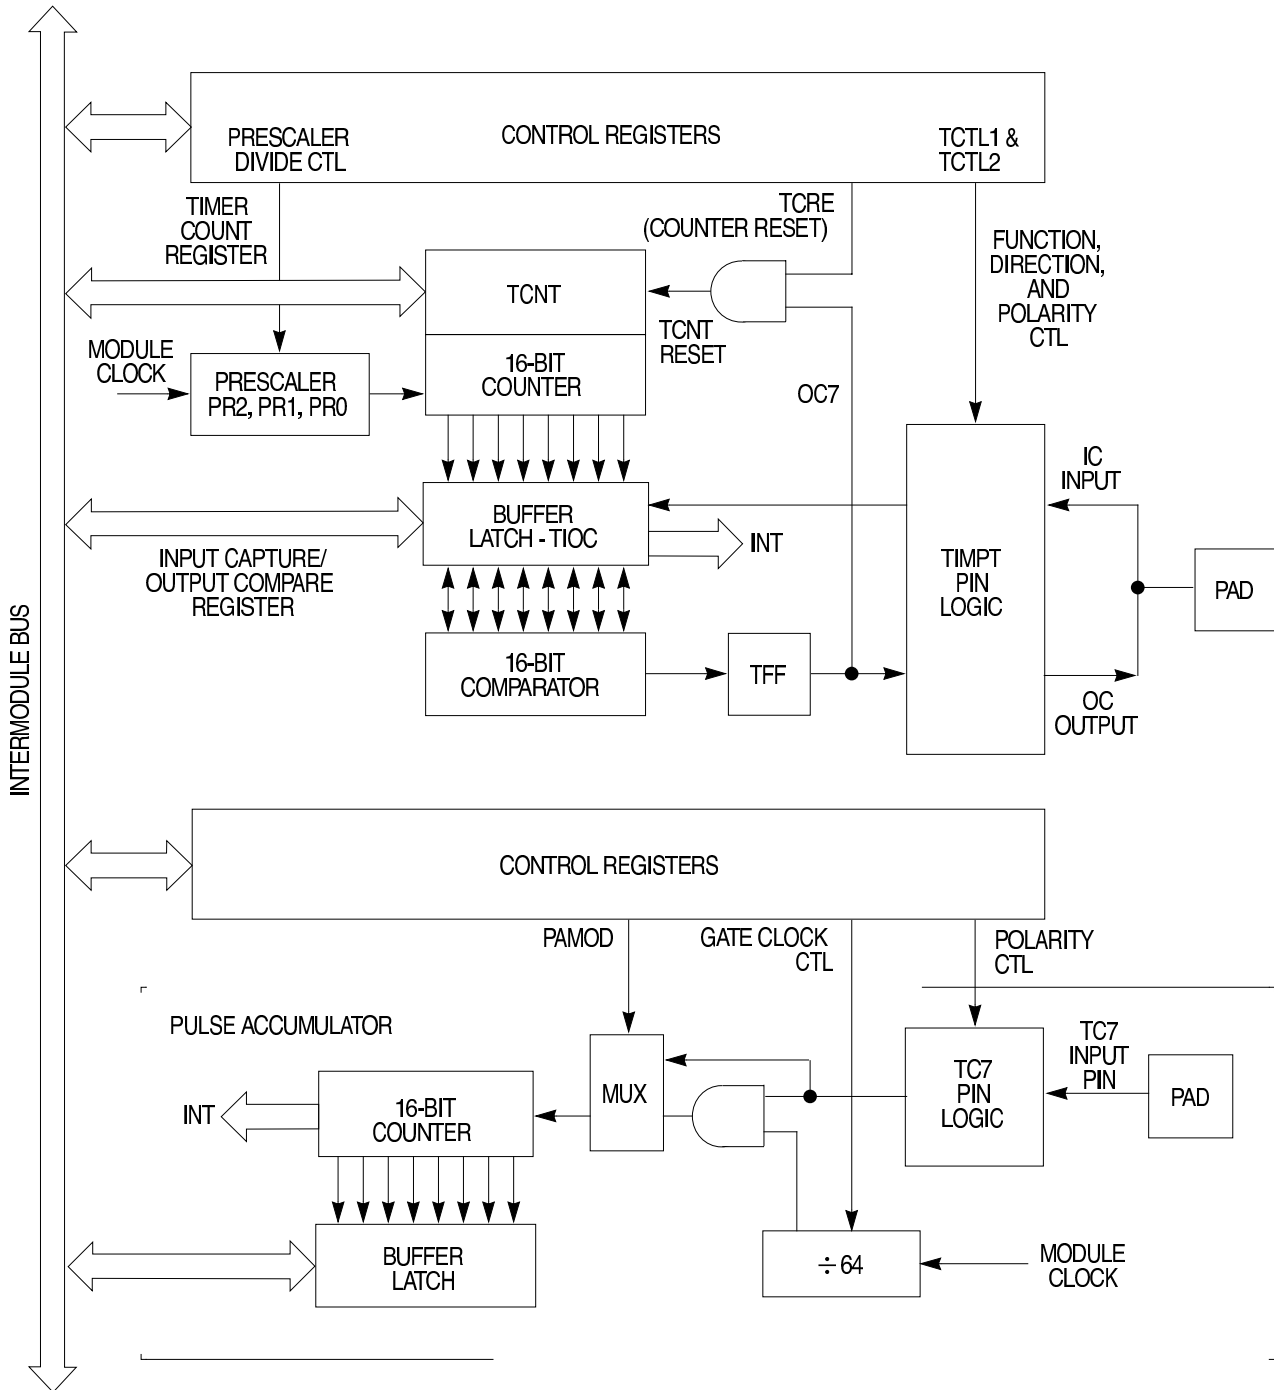 PRESCALER
DIVIDE CTL
CONTROL REGISTERS
TCTL1 &
TCTL2
TIMER
COUNT
REGISTER
TCRE
(COUNTER RESET)
FUNCTION,
DIRECTION,
AND
POLARITY
CTL
TCNT
TCNT
RESET
MODULE
CLOCK
PRESCALER
PR2, PR1, PR0
16-BIT
COUNTER
OC7
IC
INPUT
BUFFER
LATCH - TIOC
INT
INPUT CAPTURE/
OUTPUT COMPARE
REGISTER
TIMPT
PIN
LOGIC
PAD
INTERMODULE BUS
16-BIT
COMPARATOR
TFF
OC
OUTPUT
CONTROL REGISTERS
PAMOD
GATE CLOCK
CTL
POLARITY
CTL
PULSE ACCUMULATOR
MUX
TC7
PIN
LOGIC
TC7
INPUT
PIN
PAD
INT
16-BIT
COUNTER
BUFFER
LATCH
÷ 64
MODULE
CLOCK